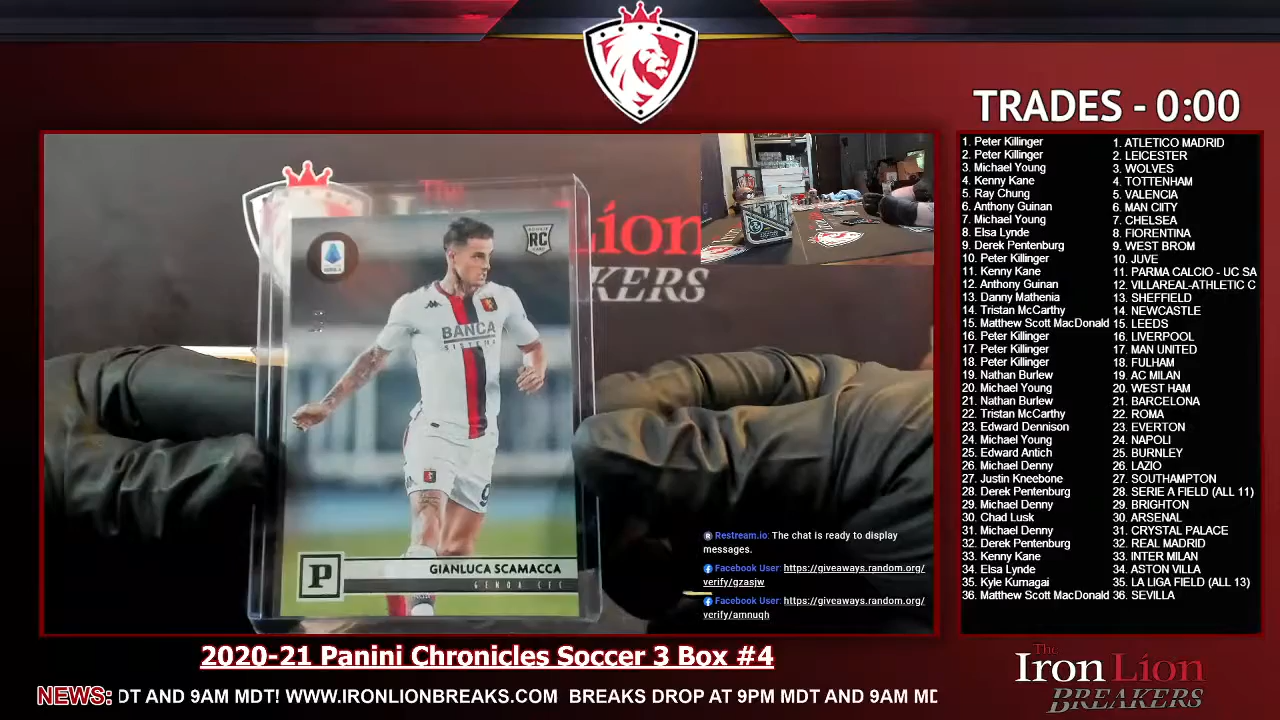 TRADES - 0:00
1. Peter Killinger 1. ATLETICO MADRID
2. Peter Killinger 2. LEICESTER
3. Michael Young 3. WOLVES
4. Kenny Kane 4. TOTTENHAM
5. Ray Chung 5. VALENCIA
6. Anthony Guinan 6. MAN CIITY
7. Michael Young 7. CHELSEA
8. Elsa Lynde 8. FIORENTINA
9. Derek Pentenburg 9. WEST BROM
10. Peter Killinger 10. JUVE
11. Kenny Kane 11. PARMA CALCIO - UC SA
12. Anthony Guinan 12. VILLAREAL-ATHLETIC C
13. Danny Mathenia 13. SHEFFIELD
14. Tristan McCarthy 14. NEWCASTLE
15. Matthew Scott MacDonald 15. LEEDS
16. Peter Killinger 16. LIVERPOOL
17. Peter Killinger 17. MAN UNITED
18. Peter Killinger 18. FULHAM
19. Nathan Burlew 19. AC MILAN
20. Michael Young 20. WEST HAM
21. Nathan Burlew 21. BARCELONA
22. Tristan McCarthy 22. ROMA
23. Edward Dennison 23. EVERTON
24. Michael Young 24. NAPOLI
25. Edward Antich 25. BURNLEY
26. Michael Denny 26. LAZIO
27. Justin Kneebone 27. SOUTHAMPTON
28. Derek Pentenburg 28. SERIE A FIELD (ALL 11)
29. Michael Denny 29. BRIGHTON
30. Chad Lusk 30. ARSENAL
31. Michael Denny 31. CRYSTAL PALACE
32. Derek Pentenburg 32. REAL MADRID
33. Kenny Kane 33. INTER MILAN
34. Elsa Lynde 34. ASTON VILLA
35. Kyle Kumagai 35. LA LIGA FIELD (ALL 13)
36. Matthew Scott MacDonald 36. SEVILLA
The
Lion
KERS
RC
BANCA
SISTEMA
P
GIANLUCA SCAMACCA
GENOA CFC
Restream.io: The chat is ready to display
messages.
Facebook User: https://giveaways.random.org/
verify/gzasjw
Facebook User: https://giveaways.random.org/
verify/amnuqh
2020-21 Panini Chronicles Soccer 3 Box #4
The
Iron Lion
BREAKERS
NEWS: DT AND 9AM MDT! WWW.IRONLIONBREAKS.COM BREAKS DROP AT 9PM MDT AND 9AM MD